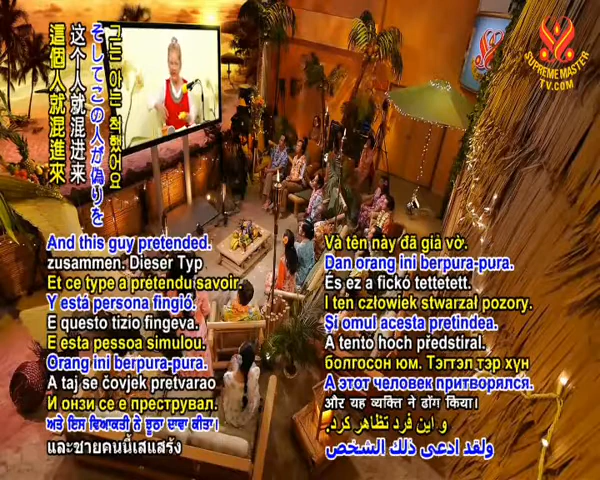 SUPREME MASTER
TV.COM
그는 아는 척했어요
そしてこの人が偽りを
这个人就混进来
這個人就混進來
And this guy pretended.
zusammen. Dieser Typ
Et ce type a prétendu savoir.
Y está persona fingió.
E questo tizio fingeva.
E esta pessoa simulou.
Orang ini berpura-pura.
A taj se čovjek pretvarao
И онзи се е преструвал.
ਅਤੇ ਇਸ ਵਿਅਕਤੀ ਨੇ ਝੂਠਾ ਦਾਵਾ ਕੀਤਾ।
และชายคนนี้เสแสร้ง
Và tên này đã giả vờ.
Dan orang ini berpura-pura.
És ez a fickó tettetett.
I ten człowiek stwarzał pozory.
Și omul acesta pretindea.
A tento hoch předstíral.
болгосон юм. Тэгтэл тэр хүн
А этот человек притворялся.
और यह व्यक्ति ने ढोंग किया।
و این فرد تظاهر کرد.
ولقد ادعى ذلك الشخص